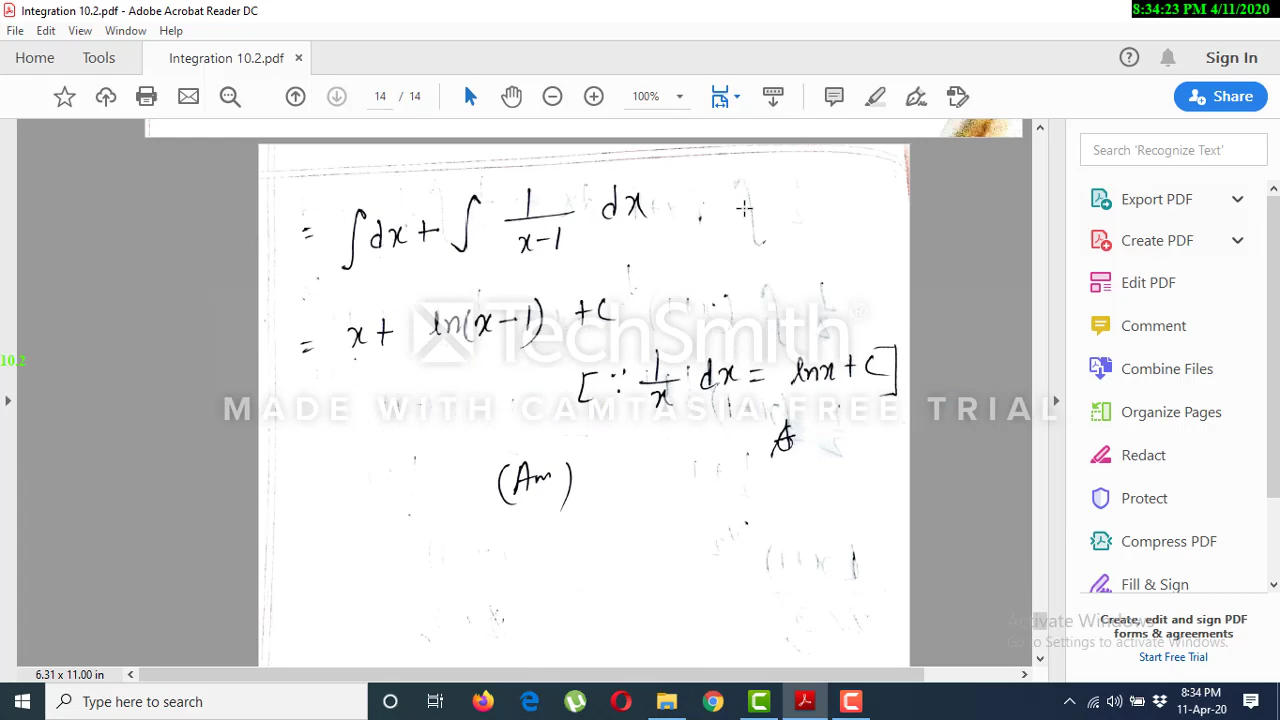 Integration 10.2.pdf - Adobe Acrobat Reader DC
8:34:23 PM 4/11/2020
File Edit View Window Help
Home Tools Integration 10.2.pdf × Sign In
14 / 14 100% Share
= ∫dx + ∫ 1/(x-1) dx
= x + ln(x-1) + C
[∵ 1/x dx = lnx + C]
(Ans)
10.2
TechSmith
MADE WITH CAMTASIA FREE TRIAL
Search 'Recognize Text'
Export PDF
Create PDF
Edit PDF
Comment
Combine Files
Organize Pages
Redact
Protect
Compress PDF
Fill & Sign
Activate Windows
Go to Settings to activate Windows.
Create, edit and sign PDF
forms & agreements
Start Free Trial
6.31 x 11.00 in
Type here to search
8:34 PM
11-Apr-20